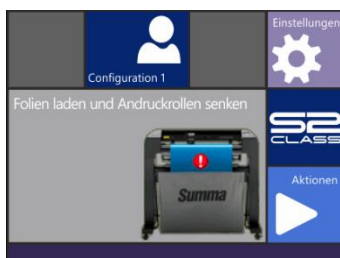 Einstellungen
Configuration 1
Folien laden und Andruckrollen senken
S2
CLASS
Summa
Aktionen